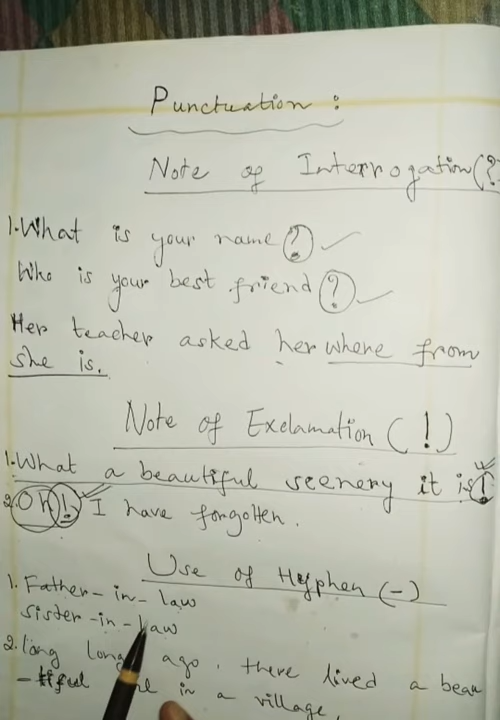 Punctuation :
Note of Interrogation (?
1. What is your name ?
Who is your best friend ?
Her teacher asked her where from
she is.
Note of Exclamation ( ! )
1. What a beautiful scenery it is !
2. Oh ! I have forgotten.
Use of Hyphen (-)
1. Father - in - law
Sister - in - law
2. long long ago, there lived a beau
- tiful in a village.